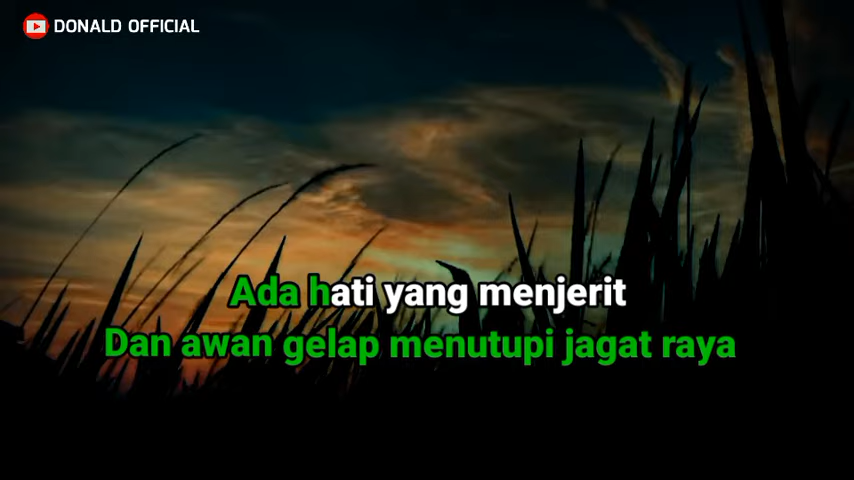 DONALD OFFICIAL
Ada hati yang menjerit
Dan awan gelap menutupi jagat raya